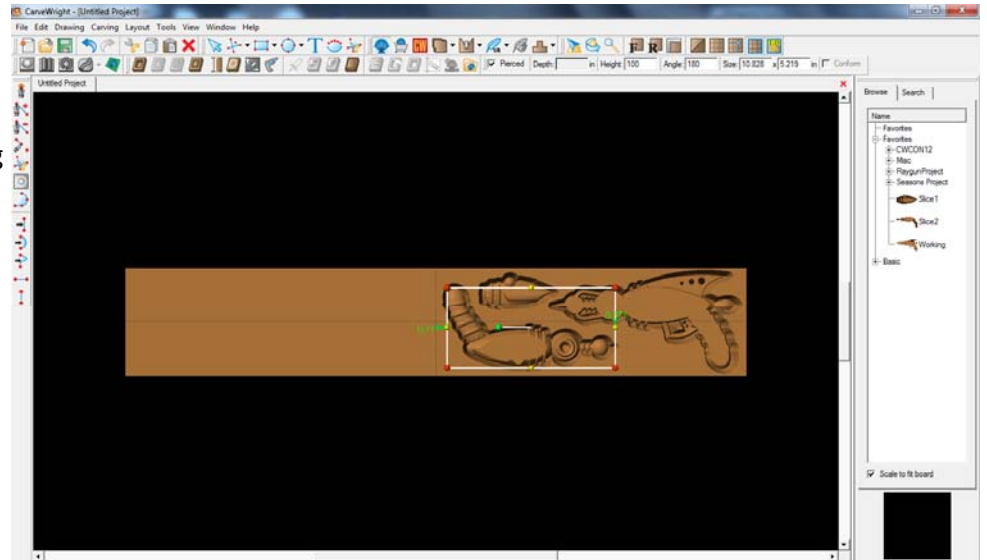 CarveWright - [Untitled Project]
File Edit Drawing Carving Layout Tools View Window Help
Pierced Depth: in Height: 100 Angle: 180 Size: 10.828 x 5.219 in Conform
Untitled Project
Browse Search
Name
Favorites
Favorites
CWCON12
Misc
RaygunProject
Seasons Project
Slice1
Slice2
Working
Basic
Scale to fit board
g